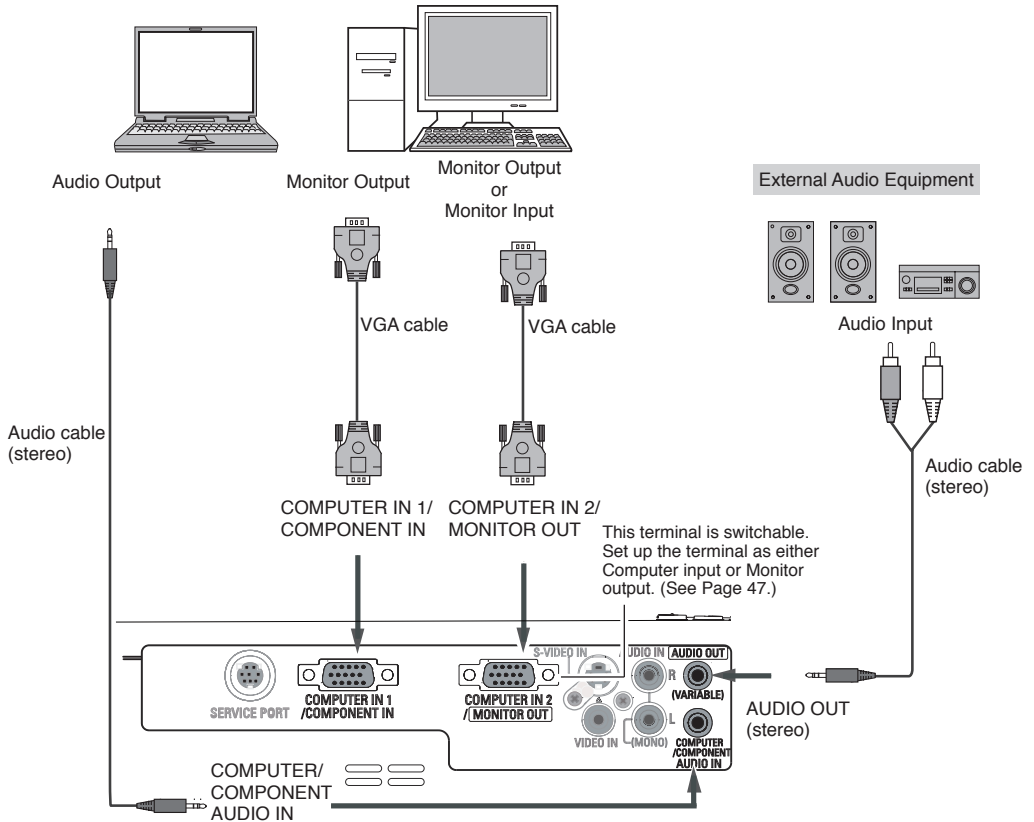 Audio Output
Monitor Output
Monitor Output
or
Monitor Input
External Audio Equipment
Audio Input
VGA cable
VGA cable
Audio cable
(stereo)
Audio cable
(stereo)
COMPUTER IN 1/
COMPONENT IN
COMPUTER IN 2/
MONITOR OUT
This terminal is switchable.
Set up the terminal as either
Computer input or Monitor
output. (See Page 47.)
S-VIDEO IN
AUDIO IN
AUDIO OUT
R
(VARIABLE)
SERVICE PORT
COMPUTER IN 1
/COMPONENT IN
COMPUTER IN 2
/ MONITOR OUT
VIDEO IN
(MONO)
L
COMPUTER
/COMPONENT
AUDIO IN
AUDIO OUT
(stereo)
COMPUTER/
COMPONENT
AUDIO IN